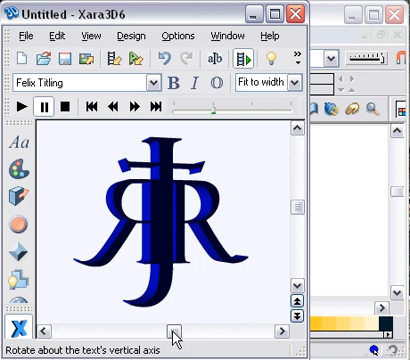 Untitled - Xara3D6
File Edit View Design Options Window Help
a|b
Felix Titling B I O Fit to width
Aa
JRR
X
Rotate about the text's vertical axis